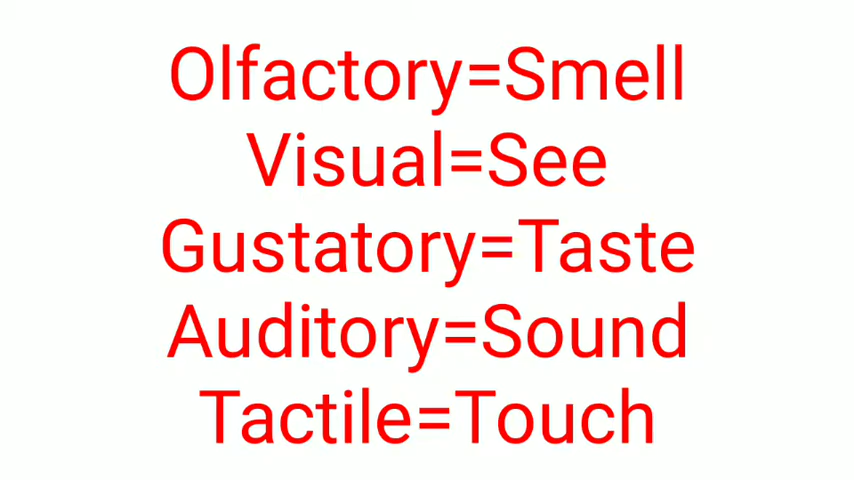 Olfactory=Smell
Visual=See
Gustatory=Taste
Auditory=Sound
Tactile=Touch